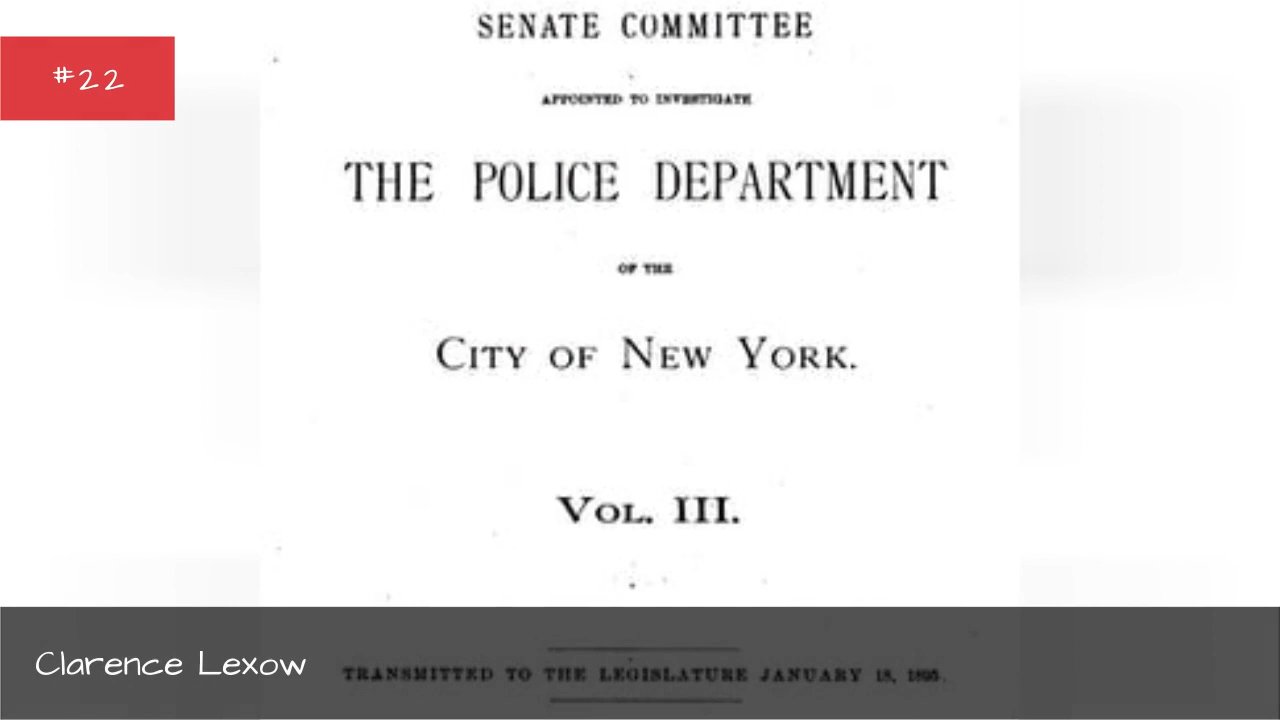 #22
SENATE COMMITTEE
APPOINTED TO INVESTIGATE
THE POLICE DEPARTMENT
OF THE
CITY OF NEW YORK.
VOL. III.
TRANSMITTED TO THE LEGISLATURE JANUARY 18, 1895.
Clarence Lexow